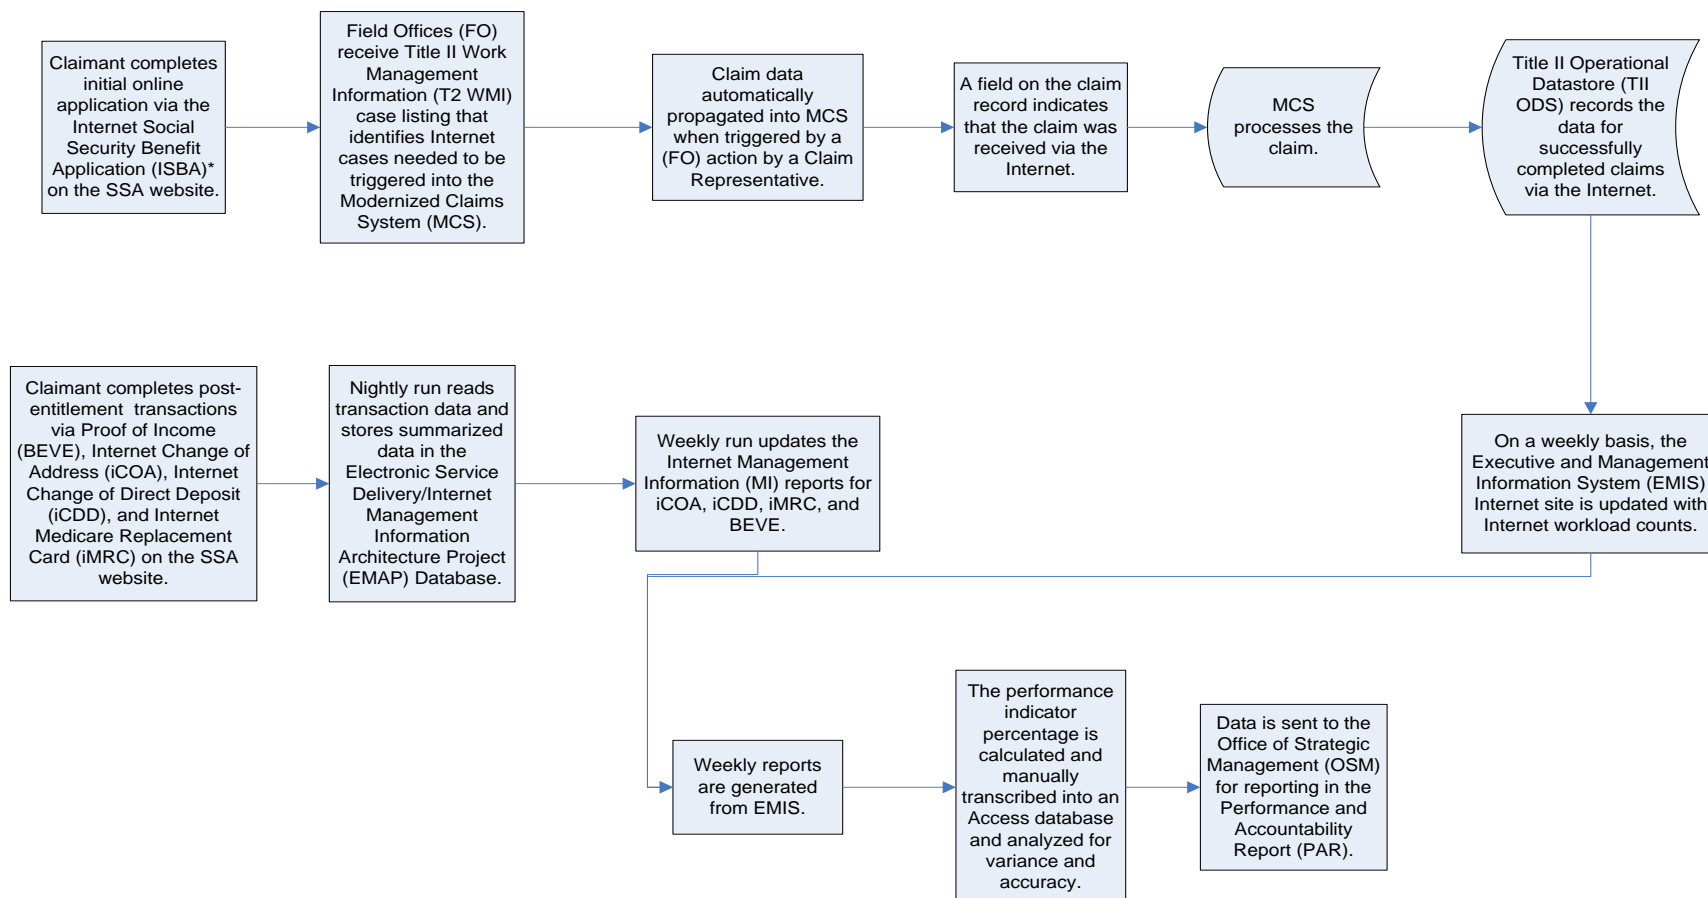 Claimant completes
initial online
application via the
Internet Social
Security Benefit
Application (ISBA)*
on the SSA website.
Field Offices (FO)
receive Title II Work
Management
Information (T2 WMI)
case listing that
identifies Internet
cases needed to be
triggered into the
Modernized Claims
System (MCS).
Claim data
automatically
propagated into MCS
when triggered by a
(FO) action by a Claim
Representative.
A field on the claim
record indicates
that the claim was
received via the
Internet.
MCS
processes the
claim.
Title II Operational
Datastore (TII
ODS) records the
data for
successfully
completed claims
via the Internet.
Claimant completes post-
entitlement transactions
via Proof of Income
(BEVE), Internet Change of
Address (iCOA), Internet
Change of Direct Deposit
(iCDD), and Internet
Medicare Replacement
Card (iMRC) on the SSA
website.
Nightly run reads
transaction data and
stores summarized
data in the
Electronic Service
Delivery/Internet
Management
Information
Architecture Project
(EMAP) Database.
Weekly run updates the
Internet Management
Information (MI) reports for
iCOA, iCDD, iMRC, and
BEVE.
On a weekly basis, the
Executive and Management
Information System (EMIS)
Internet site is updated with
Internet workload counts.
Weekly reports
are generated
from EMIS.
The performance
indicator
percentage is
calculated and
manually
transcribed into an
Access database
and analyzed for
variance and
accuracy.
Data is sent to the
Office of Strategic
Management (OSM)
for reporting in the
Performance and
Accountability
Report (PAR).